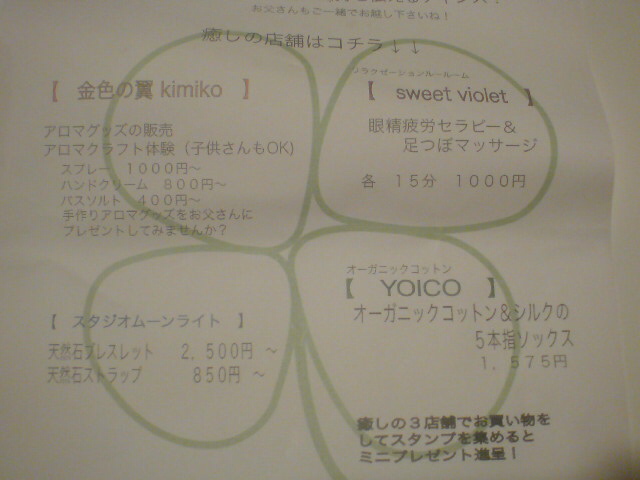 お父さんもご一緒でお越し下さいね！
癒しの店舗はコチラ↓↓
【 金色の翼 kimiko 】
アロマグッズの販売
アロマクラフト体験（子供さんもOK)
スプレー １０００円～
ハンドクリーム ８００円～
バスソルト ４００円～
手作りアロマグッズをお父さんに
プレゼントしてみませんか？
リラクゼーションルールーム
【 sweet violet 】
眼精疲労セラピー＆
足つぼマッサージ
各 １５分 １０００円
【 スタジオムーンライト 】
天然石ブレスレット ２，５００円 ～
天然石ストラップ ８５０円 ～
オーガニックコットン
【 YOICO 】
オーガニックコットン＆シルクの
５本指ソックス
１，５７５円
癒しの３店舗でお買い物を
してスタンプを集めると
ミニプレゼント進呈！